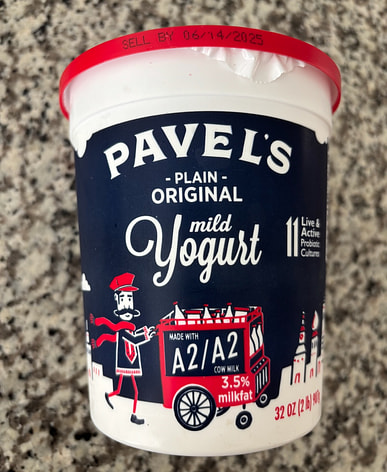 SELL BY 06/14/2025
PAVEL'S
- PLAIN -
ORIGINAL
mild
Yogurt
11 Live &
Active
Probiotic
Cultures
MADE WITH
A2/A2
COW MILK
3.5%
milkfat
32 OZ (2 lb) 907g